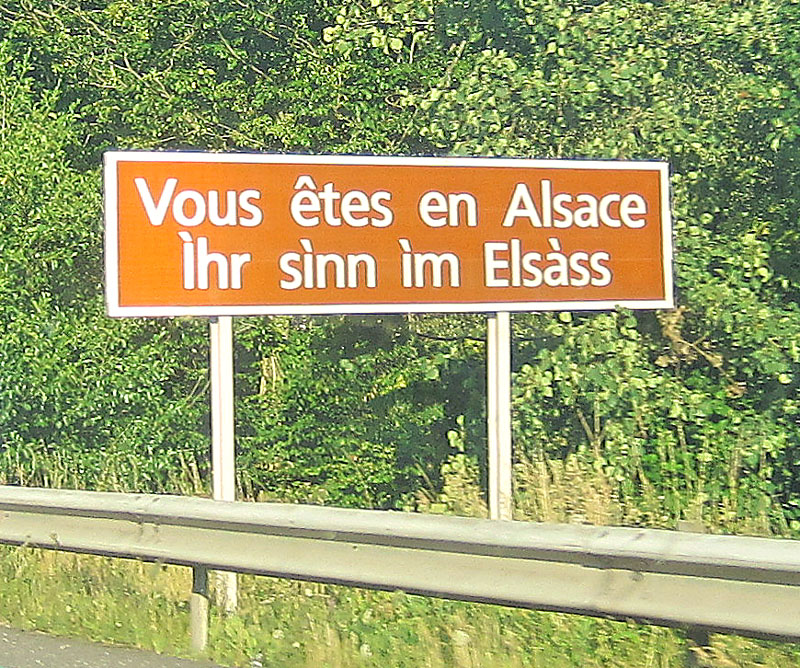 Vous êtes en Alsace
Ìhr sìnn ìm Elsàss